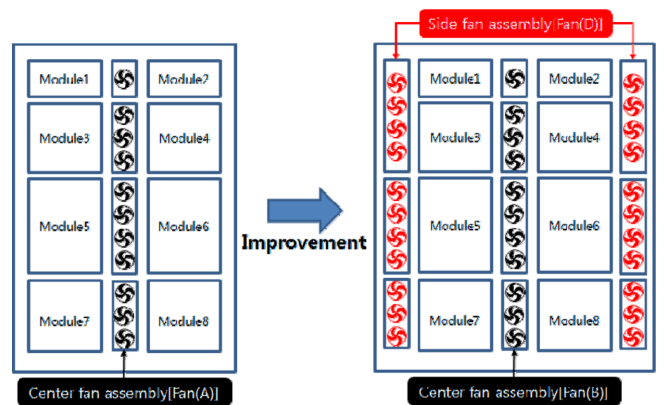 Side fan assembly[Fan(D)]
Module1
Module2
Module1
Module2
Module3
Module4
Module3
Module4
Module5
Module6
Module5
Module6
Improvement
Module7
Module8
Module7
Module8
Center fan assembly[Fan(A)]
Center fan assembly[Fan(B)]